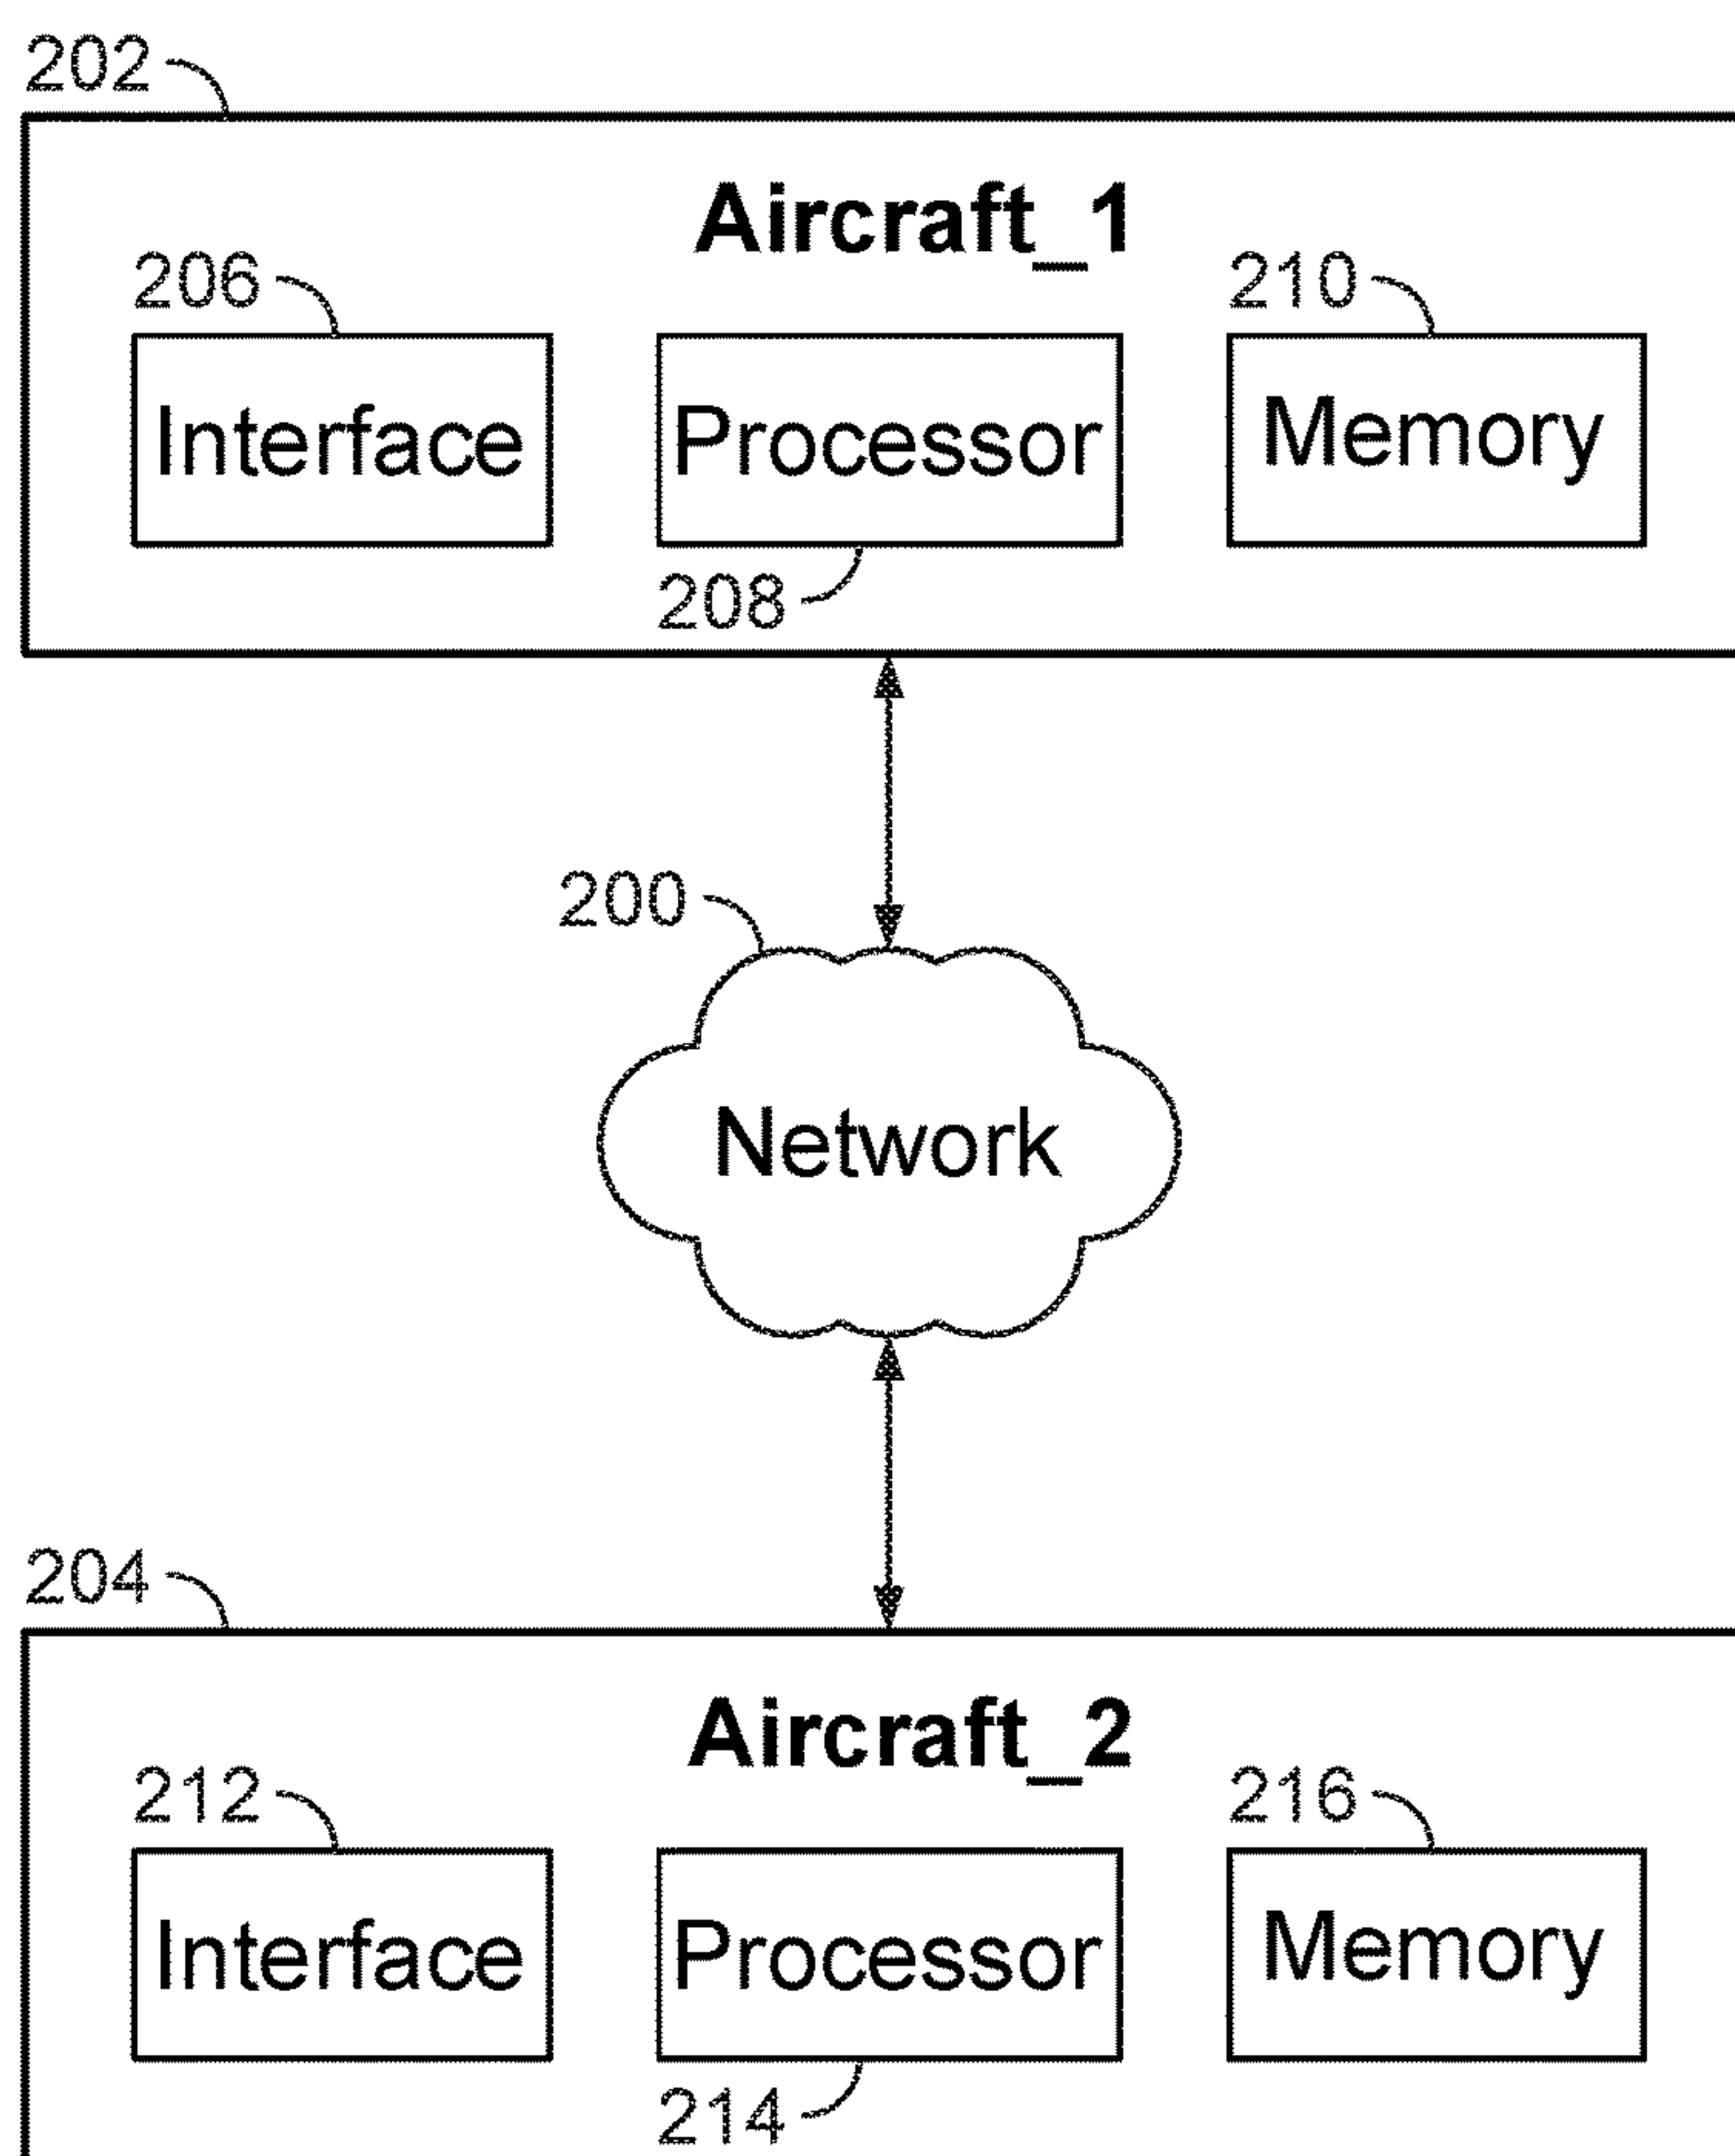 202
Aircraft_1
206
210
Interface
Processor
Memory
208
200
Network
204
Aircraft_2
212
216
Interface
Processor
Memory
214